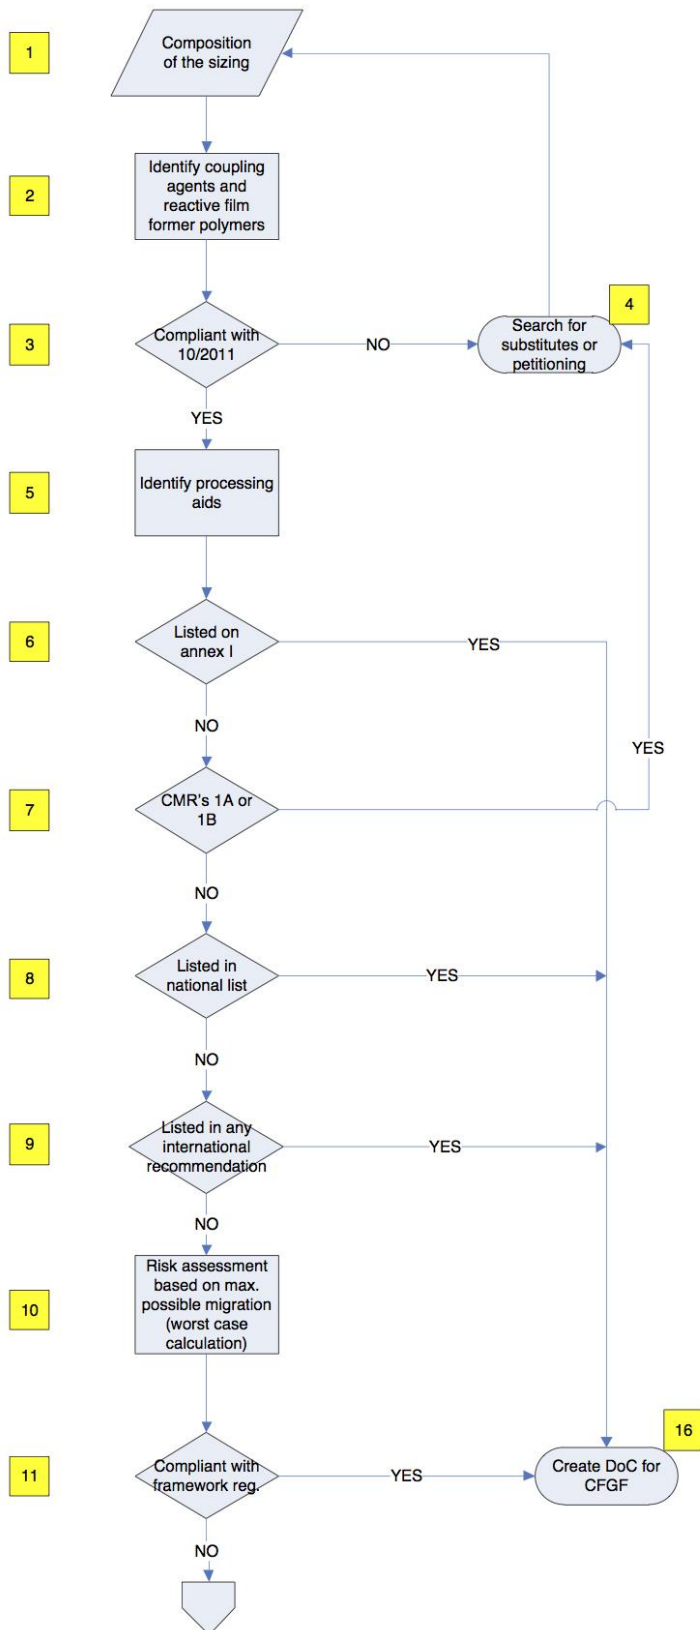 1
Composition
of the sizing
2
Identify coupling
agents and
reactive film
former polymers
4
3
Compliant with
10/2011
NO
Search for
substitutes or
petitioning
YES
5
Identify processing
aids
6
Listed on
annex I
YES
NO
YES
7
CMR's 1A or
1B
NO
8
Listed in
national list
YES
NO
9
Listed in any
international
recommendation
YES
NO
10
Risk assessment
based on max.
possible migration
(worst case
calculation)
16
11
Compliant with
framework reg.
YES
Create DoC for
CFGF
NO